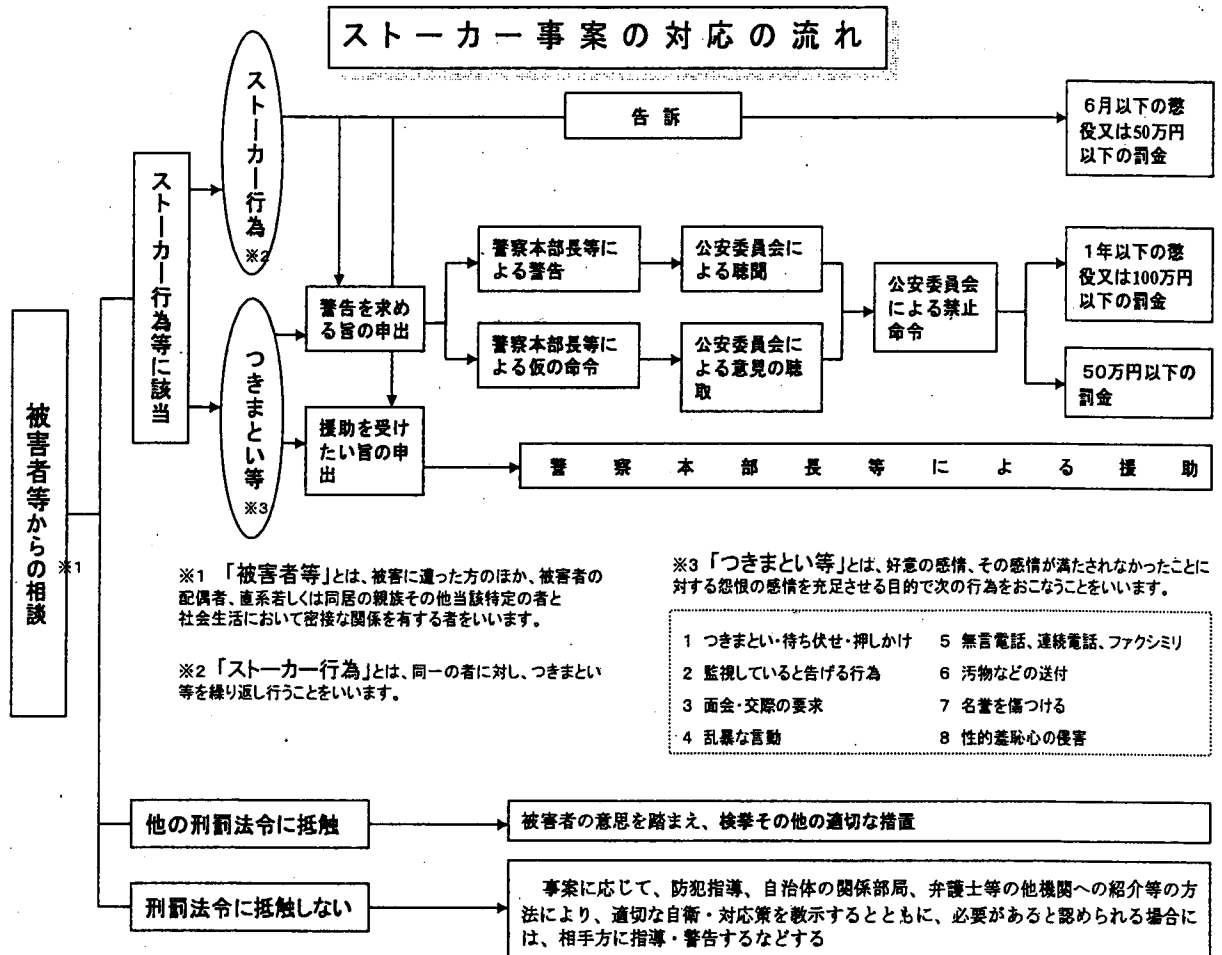 ストーカー事案の対応の流れ
被害者等からの相談
※1
ストーカー行為等に該当
ストーカー行為
※2
つきまとい等
※3
告訴
6月以下の懲
役又は50万円
以下の罰金
警告を求め
る旨の申出
警察本部長等に
よる警告
公安委員会に
よる聴聞
警察本部長等に
よる仮の命令
公安委員会に
よる意見の聴
取
公安委員会
による禁止
命令
1年以下の懲
役又は100万円
以下の罰金
50万円以下の
罰金
援助を受け
たい旨の申
出
警察本部長等による援助
※1 「被害者等」とは、被害に遭った方のほか、被害者の
配偶者、直系若しくは同居の親族その他当該特定の者と
社会生活において密接な関係を有する者をいいます。
※2 「ストーカー行為」とは、同一の者に対し、つきまとい
等を繰り返し行うことをいいます。
※3 「つきまとい等」とは、好意の感情、その感情が満たされなかったことに
対する怨恨の感情を充足させる目的で次の行為をおこなうことをいいます。
1 つきまとい・待ち伏せ・押しかけ
2 監視していると告げる行為
3 面会・交際の要求
4 乱暴な言動
5 無言電話、連続電話、ファクシミリ
6 汚物などの送付
7 名誉を傷つける
8 性的羞恥心の侵害
他の刑罰法令に抵触
被害者の意思を踏まえ、検挙その他の適切な措置
刑罰法令に抵触しない
事案に応じて、防犯指導、自治体の関係部局、弁護士等の他機関への紹介等の方
法により、適切な自衛・対応策を教示するとともに、必要があると認められる場合に
は、相手方に指導・警告するなどする